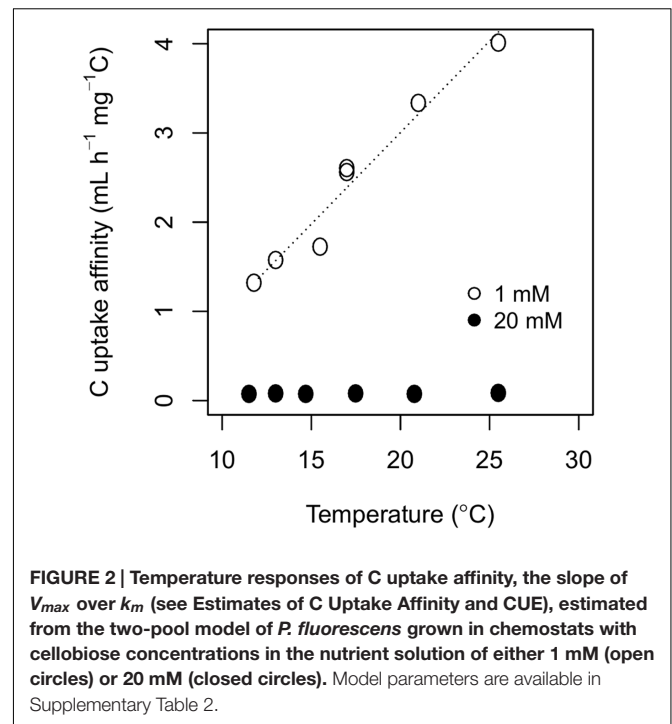 C uptake affinity (mL h⁻¹ mg⁻¹C)
4
3
2
1
0
1 mM
20 mM
10 15 20 25 30
Temperature (°C)
FIGURE 2 | Temperature responses of C uptake affinity, the slope of
Vmax over km (see Estimates of C Uptake Affinity and CUE), estimated
from the two-pool model of P. fluorescens grown in chemostats with
cellobiose concentrations in the nutrient solution of either 1 mM (open
circles) or 20 mM (closed circles). Model parameters are available in
Supplementary Table 2.